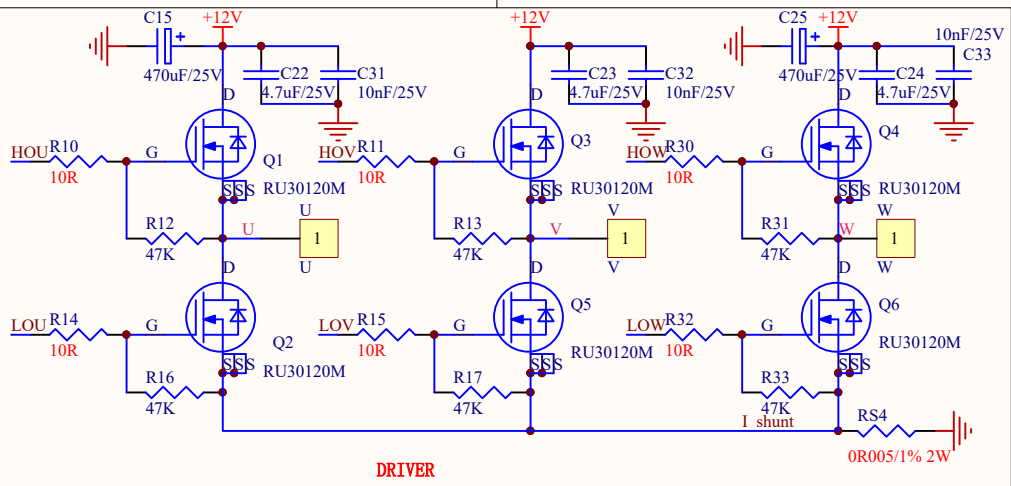 C15
+12V
470uF/25V
C22
4.7uF/25V
C31
10nF/25V
+12V
C23
4.7uF/25V
C32
10nF/25V
C25
+12V
470uF/25V
C24
4.7uF/25V
10nF/25V
C33
D
D
D
HOU
R10
10R
G
Q1
SSS
RU30120M
HOV
R11
10R
G
Q3
SSS
RU30120M
HOW
R30
10R
G
Q4
SSS
RU30120M
R12
47K
U
U
1
U
R13
47K
V
V
1
V
R31
47K
W
W
1
W
D
D
D
LOU
R14
10R
G
Q2
SSS
RU30120M
LOV
R15
10R
G
Q5
SSS
RU30120M
LOW
R32
10R
G
Q6
SSS
RU30120M
R16
47K
R17
47K
R33
47K
I shunt
RS4
0R005/1% 2W
DRIVER